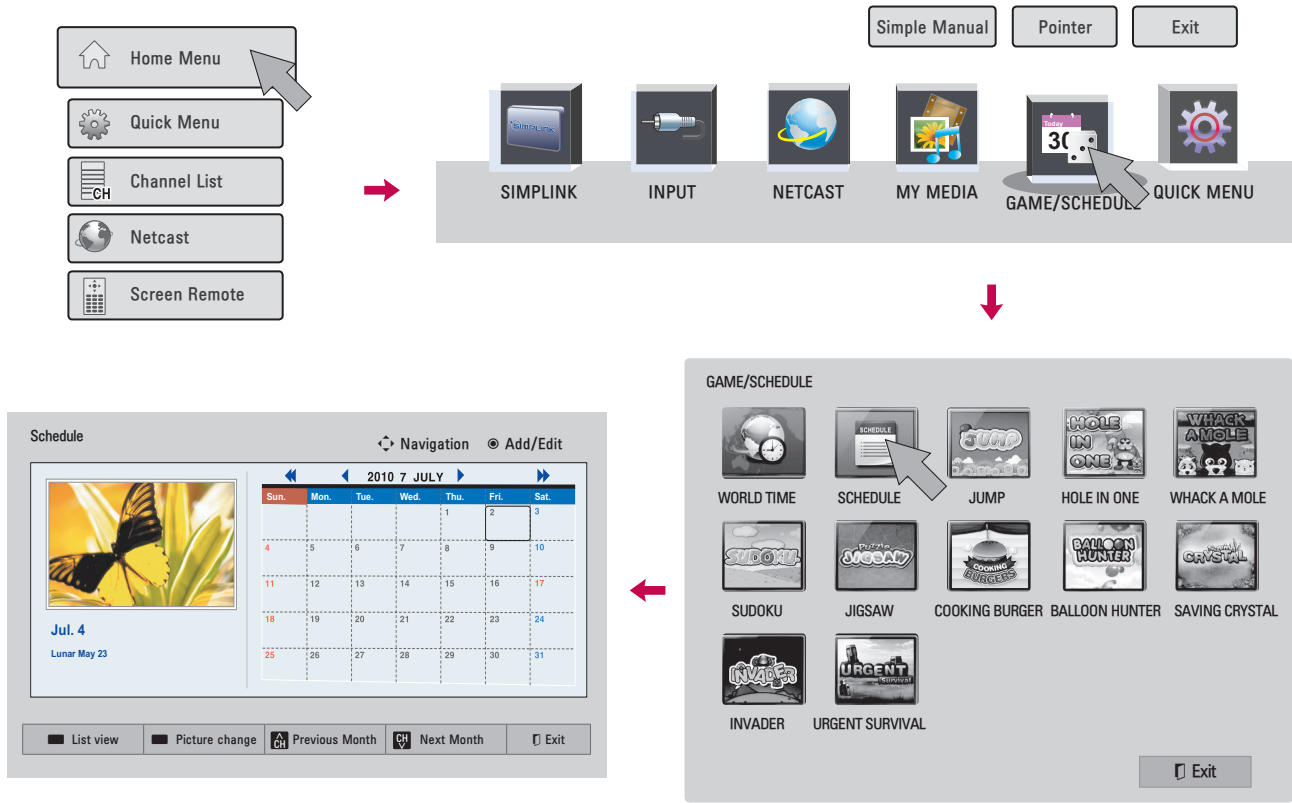 Home Menu
Quick Menu
CH
Channel List
Netcast
Screen Remote
Simple Manual Pointer Exit
SIMPLINK
Today
30
SIMPLINK INPUT NETCAST MY MEDIA GAME/SCHEDULE QUICK MENU
GAME/SCHEDULE
SCHEDULE
JUMP
HOLE
IN
ONE
WHACK
A MOLE
WORLD TIME SCHEDULE JUMP HOLE IN ONE WHACK A MOLE
SUDOKU
Puzzle
JIGSAW
COOKING
BURGERS
BALLOON
HUNTER
CRYSTAL
SUDOKU JIGSAW COOKING BURGER BALLOON HUNTER SAVING CRYSTAL
INVADER
URGENT
Survival
INVADER URGENT SURVIVAL
Exit
Schedule
Navigation Add/Edit
2010 7 JULY
Sun. Mon. Tue. Wed. Thu. Fri. Sat.
1 2 3
4 5 6 7 8 9 10
11 12 13 14 15 16 17
18 19 20 21 22 23 24
25 26 27 28 29 30 31
Jul. 4
Lunar May 23
List view Picture change CH Previous Month CH Next Month Exit